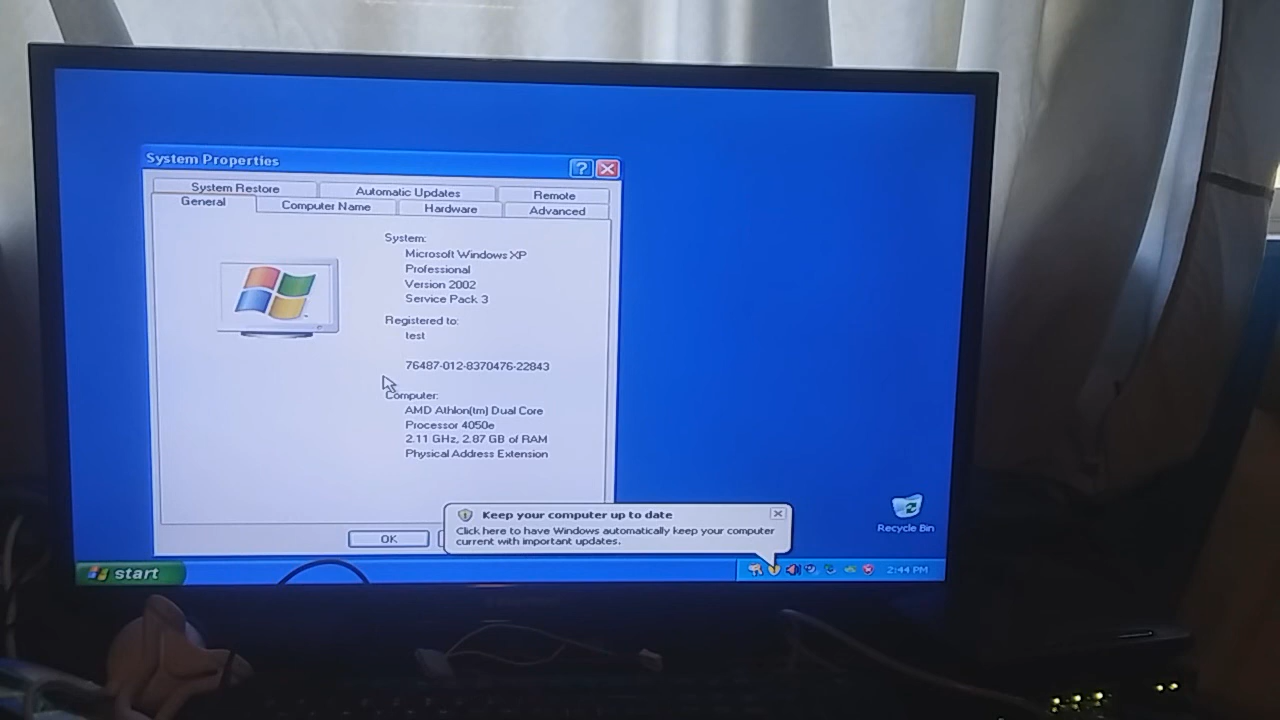 System Properties
System Restore
Automatic Updates
Remote
General
Computer Name
Hardware
Advanced
System:
Microsoft Windows XP
Professional
Version 2002
Service Pack 3
Registered to:
test
76487-012-8370476-22843
Computer:
AMD Athlon(tm) Dual Core
Processor 4050e
2.11 GHz, 2.87 GB of RAM
Physical Address Extension
OK
Keep your computer up to date
Click here to have Windows automatically keep your computer
current with important updates.
Recycle Bin
start
2:44 PM